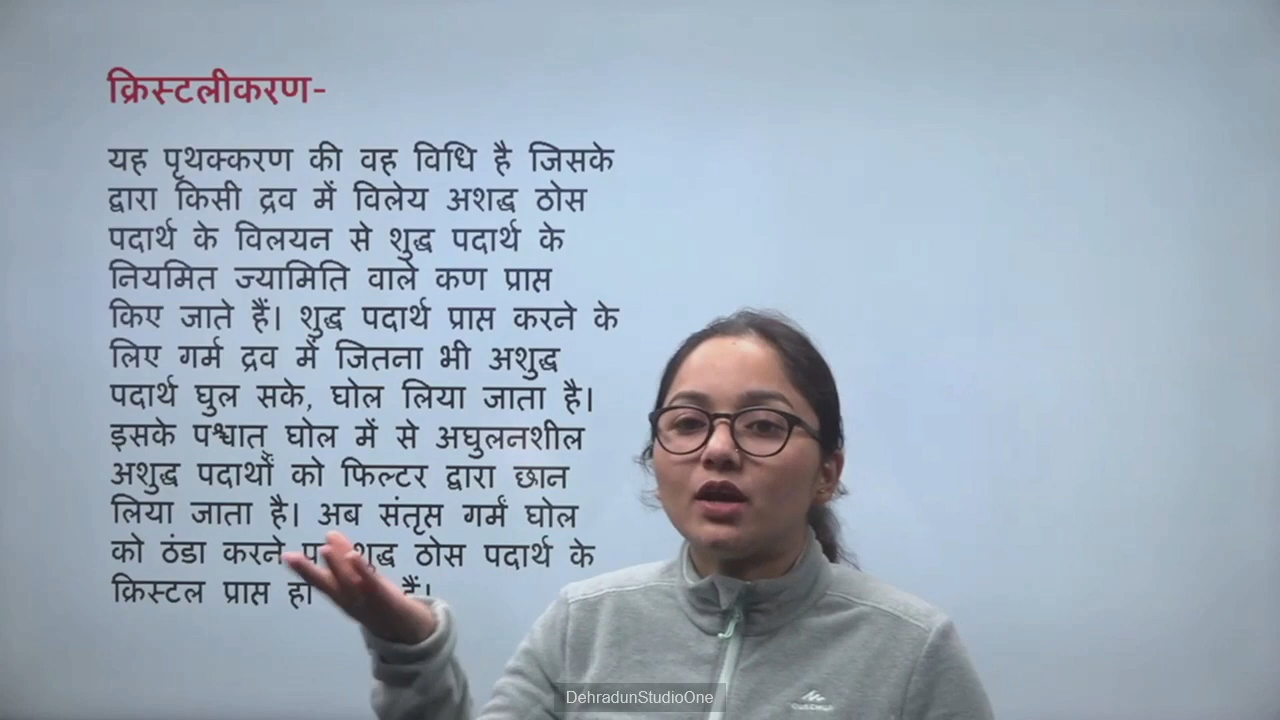 क्रिस्टलीकरण-
यह पृथक्करण की वह विधि है जिसके
द्वारा किसी द्रव में विलेय अशद्ध ठोस
पदार्थ के विलयन से शुद्ध पदार्थ के
नियमित ज्यामिति वाले कण प्राप्त
किए जाते हैं। शुद्ध पदार्थ प्राप्त करने के
लिए गर्म द्रव में जितना भी अशुद्ध
पदार्थ घुल सके, घोल लिया जाता है।
इसके पश्चात् घोल में से अघुलनशील
अशुद्ध पदार्थों को फिल्टर द्वारा छान
लिया जाता है। अब संतृप्त गर्म घोल
को ठंडा करने शुद्ध ठोस पदार्थ के
क्रिस्टल प्राप्त हैं।
DehradunStudioOne